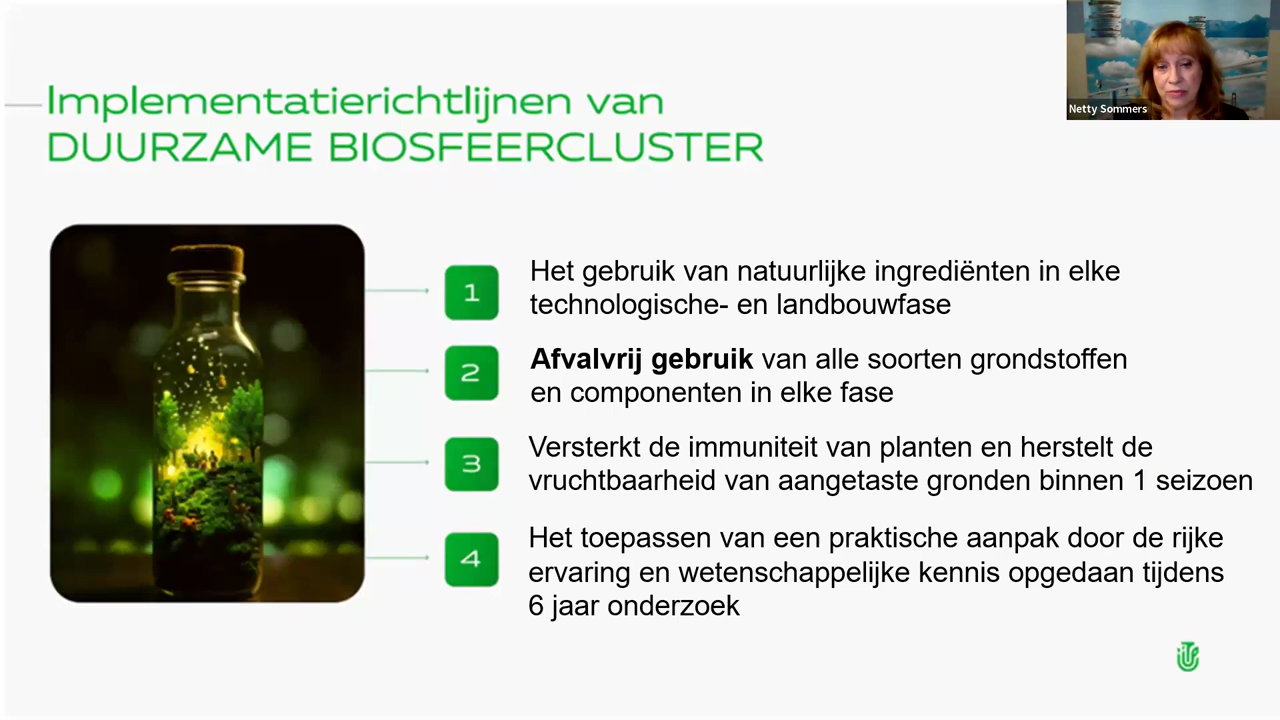 Netty Sommers
Implementatierichtlijnen van
DUURZAME BIOSFEERCLUSTER
1
Het gebruik van natuurlijke ingrediënten in elke
technologische- en landbouwfase
2
Afvalvrij gebruik van alle soorten grondstoffen
en componenten in elke fase
3
Versterkt de immuniteit van planten en herstelt de
vruchtbaarheid van aangetaste gronden binnen 1 seizoen
4
Het toepassen van een praktische aanpak door de rijke
ervaring en wetenschappelijke kennis opgedaan tijdens
6 jaar onderzoek